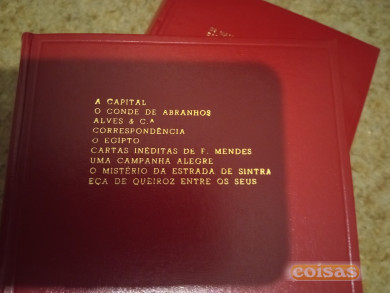 A CAPITAL
O CONDE DE ABRANHOS
ALVES & C.ª
CORRESPONDÊNCIA
O EGIPTO
CARTAS INÉDITAS DE F. MENDES
UMA CAMPANHA ALEGRE
O MISTÉRIO DA ESTRADA DE SINTRA
EÇA DE QUEIROZ ENTRE OS SEUS
coisas